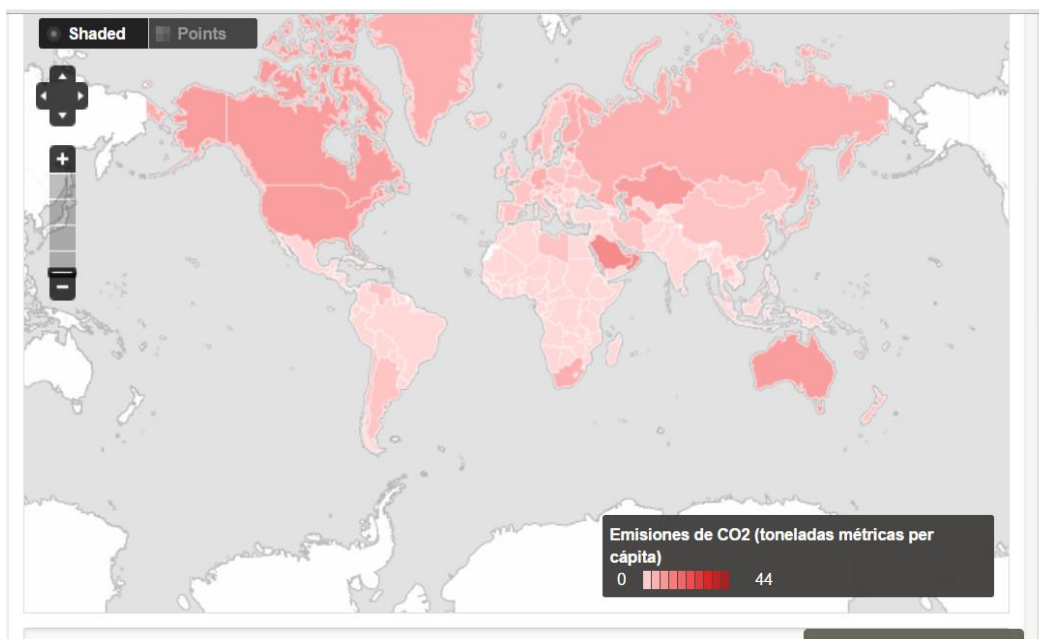 Shaded Points
+
−
Emisiones de CO2 (toneladas métricas per
cápita)
0 44